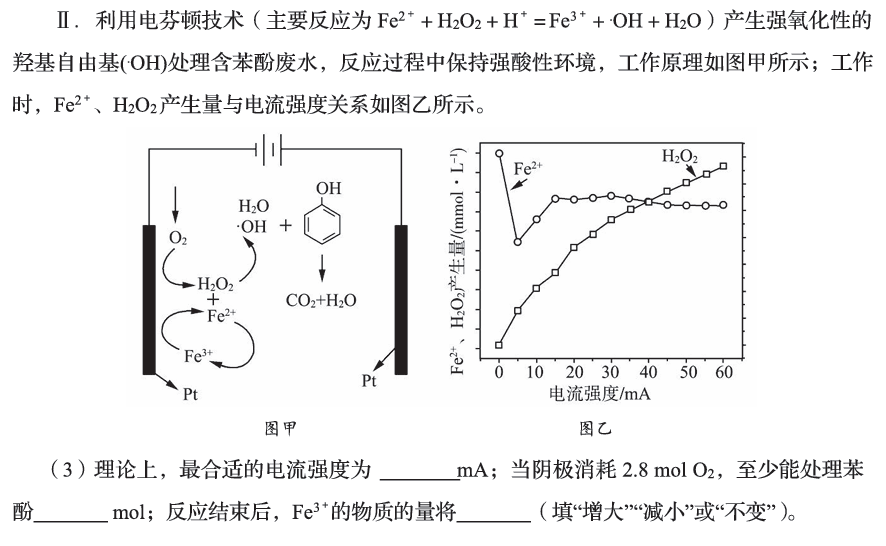 Ⅱ．利用电芬顿技术（主要反应为 Fe²⁺ + H₂O₂ + H⁺ = Fe³⁺ + ·OH + H₂O）产生强氧化性的
羟基自由基(·OH)处理含苯酚废水，反应过程中保持强酸性环境，工作原理如图甲所示；工作
时，Fe²⁺、H₂O₂产生量与电流强度关系如图乙所示。
O₂
H₂O
·OH
+
OH
H₂O₂
+
Fe²⁺
CO₂+H₂O
Fe³⁺
Pt
Pt
图甲
Fe²⁺、H₂O₂产生量/(mmol·L⁻¹)
Fe²⁺
H₂O₂
0 10 20 30 40 50 60
电流强度/mA
图乙
（3）理论上，最合适的电流强度为 ________mA；当阴极消耗 2.8 mol O₂，至少能处理苯
酚________ mol；反应结束后，Fe³⁺的物质的量将________（填“增大”“减小”或“不变”）。